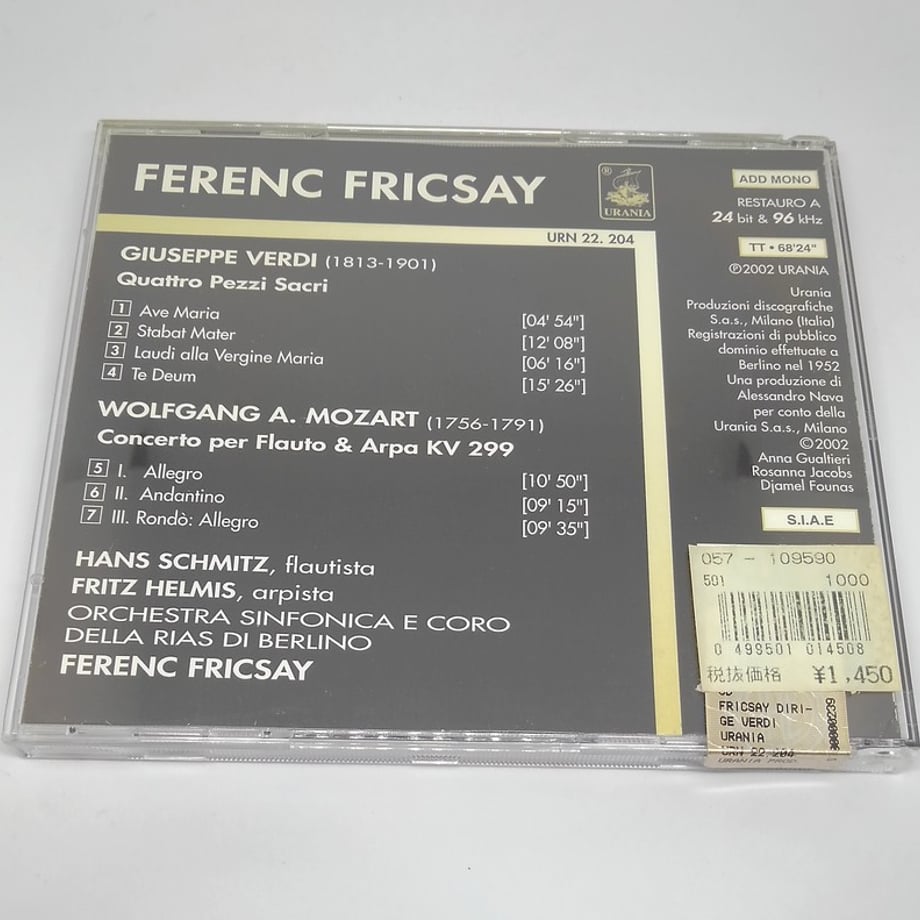 FERENC FRICSAY
®
URANIA
URN 22. 204
GIUSEPPE VERDI (1813-1901)
Quattro Pezzi Sacri
1 Ave Maria [04' 54"]
2 Stabat Mater [12' 08"]
3 Laudi alla Vergine Maria [06' 16"]
4 Te Deum [15' 26"]
WOLFGANG A. MOZART (1756-1791)
Concerto per Flauto & Arpa KV 299
5 I. Allegro [10' 50"]
6 II. Andantino [09' 15"]
7 III. Rondò: Allegro [09' 35"]
HANS SCHMITZ, flautista
FRITZ HELMIS, arpista
ORCHESTRA SINFONICA E CORO
DELLA RIAS DI BERLINO
FERENC FRICSAY
ADD MONO
RESTAURO A
24 bit & 96 kHz
TT • 68'24"
℗2002 URANIA
Urania
Produzioni discografiche
S.a.s., Milano (Italia)
Registrazioni di pubblico
dominio effettuate a
Berlino nel 1952
Una produzione di
Alessandro Nava
per conto della
Urania S.a.s., Milano
©2002
Anna Gualtieri
Rosanna Jacobs
Djamel Founas
S.I.A.E
057 - 109590
501 1000
0 499501 014508
税抜価格 ¥1,450
FRICSAY DIRI-
GE VERDI
URANIA
URN 22.204
URANIA PROD